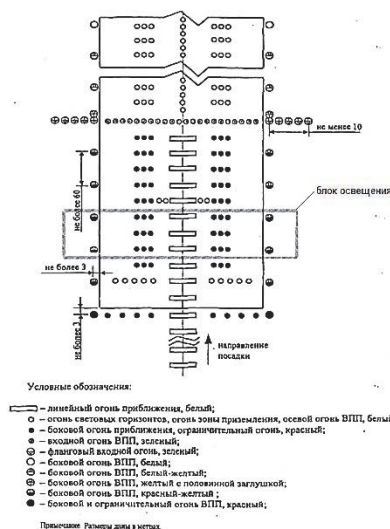 не менее 10
блок освещения
не более 60
не более 3
не более 3
направление
посадки
Условные обозначения:
– линейный огонь приближения, белый;
– огонь световых горизонтов, огонь зоны приземления, осевой огонь ВПП, белый
– боковой огонь приближения, ограничительный огонь, красный;
– входной огонь ВПП, зеленый;
– фланговый входной огонь, зеленый;
– боковой огонь ВПП, белый;
– боковой огонь ВПП, белый-желтый;
– боковой огонь ВПП, желтый с половинной заглушкой;
– боковой огонь ВПП, красный-желтый ;
– боковой и ограничительный огонь ВПП, красный;
Примечание Размеры даны в метрах.